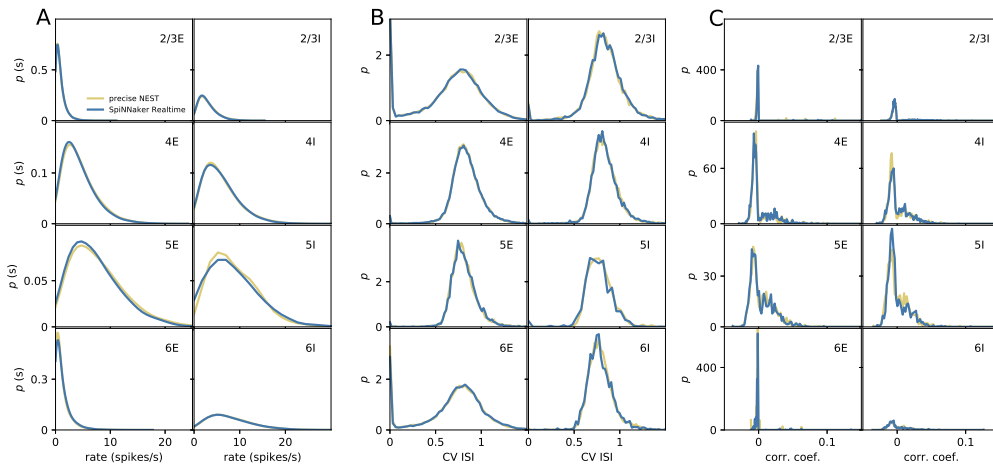 A
B
C
2/3E
2/3I
2/3E
2/3I
2/3E
2/3I
p (s)
0.5
0
precise NEST
SpiNNaker Realtime
p
2
0
p
400
0
4E
4I
4E
4I
4E
4I
p (s)
0.1
0
p
2
0
p
60
0
5E
5I
5E
5I
5E
5I
p (s)
0.05
0
p
2
0
p
30
0
6E
6I
6E
6I
6E
6I
p (s)
0.3
0
p
2
0
p
400
0
0 10 20
0 10 20
0 0.5 1
0 0.5 1
0 0.1
0 0.1
rate (spikes/s)
rate (spikes/s)
CV ISI
CV ISI
corr. coef.
corr. coef.